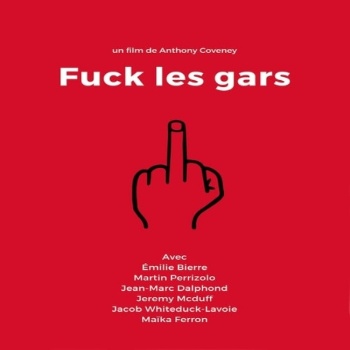 un film de Anthony Coveney
Fuck les gars
Avec
Émilie Bierre
Martin Perrizolo
Jean-Marc Dalphond
Jeremy Mcduff
Jacob Whiteduck-Lavoie
Maïka Ferron